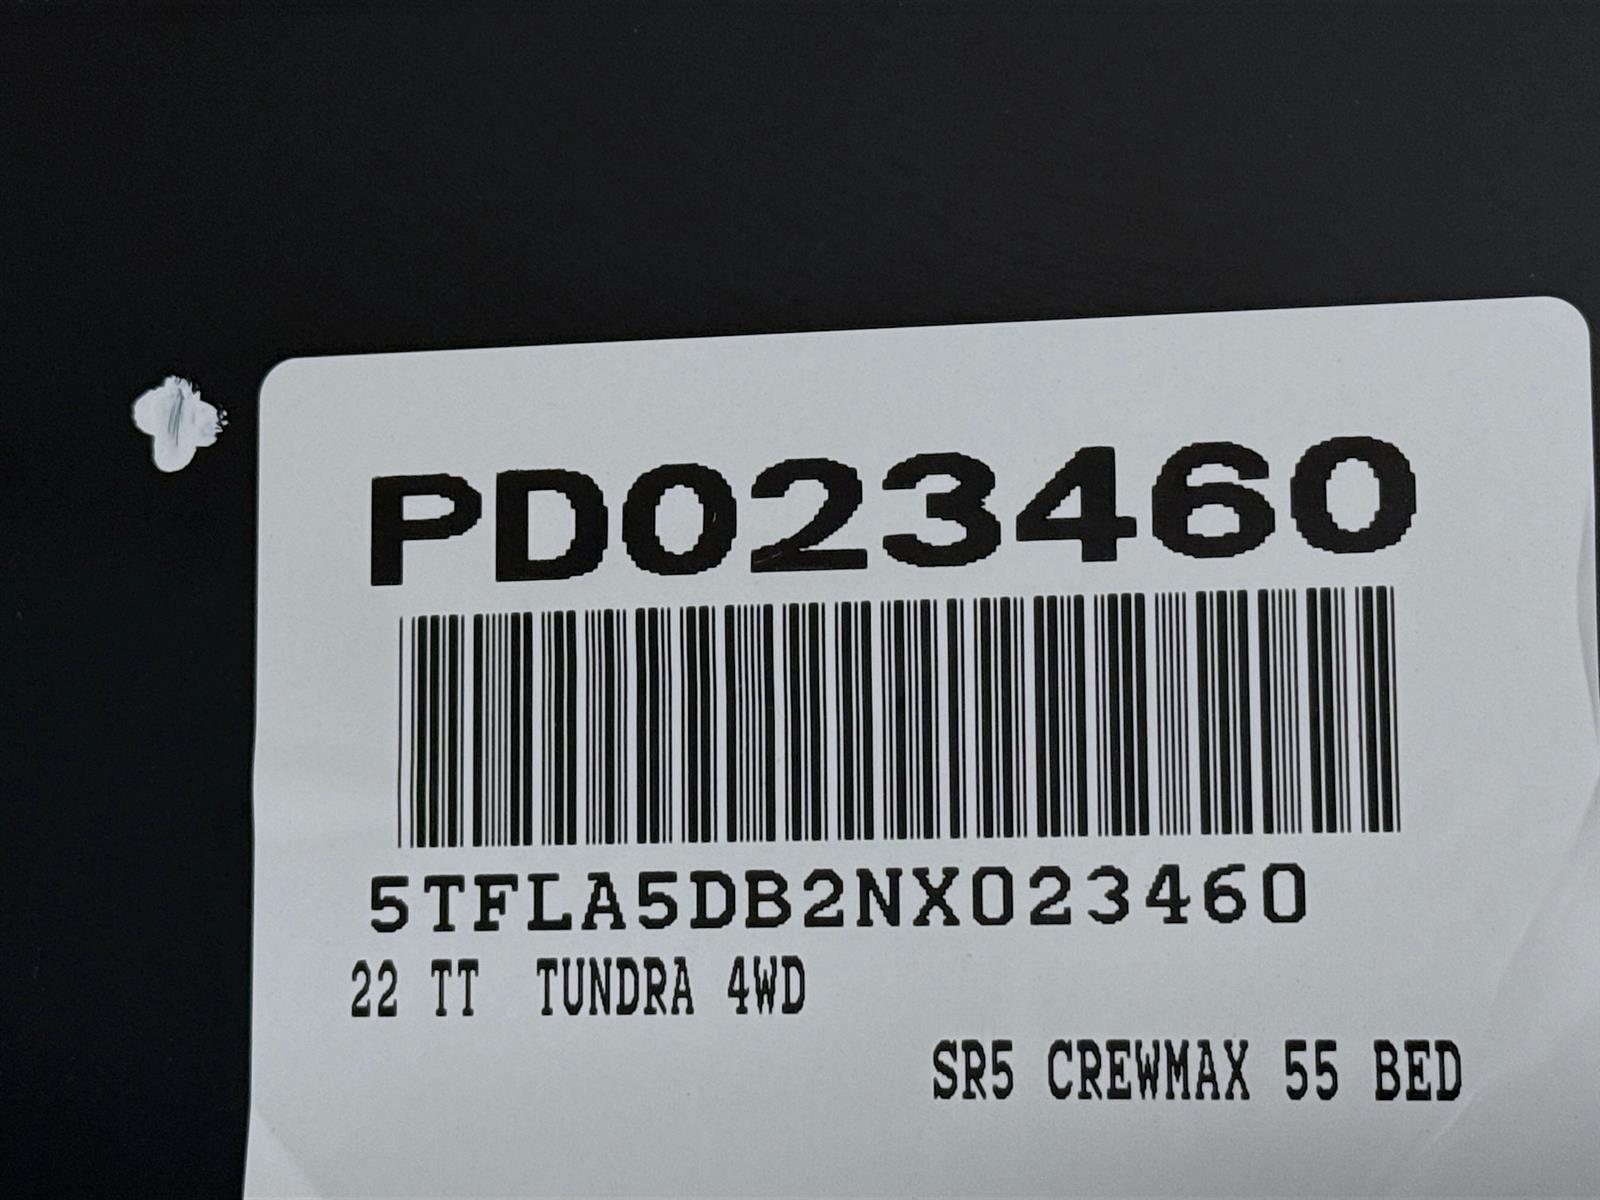 PD023460
5TFLA5DB2NX023460
22 TT TUNDRA 4WD
SR5 CREWMAX 55 BED